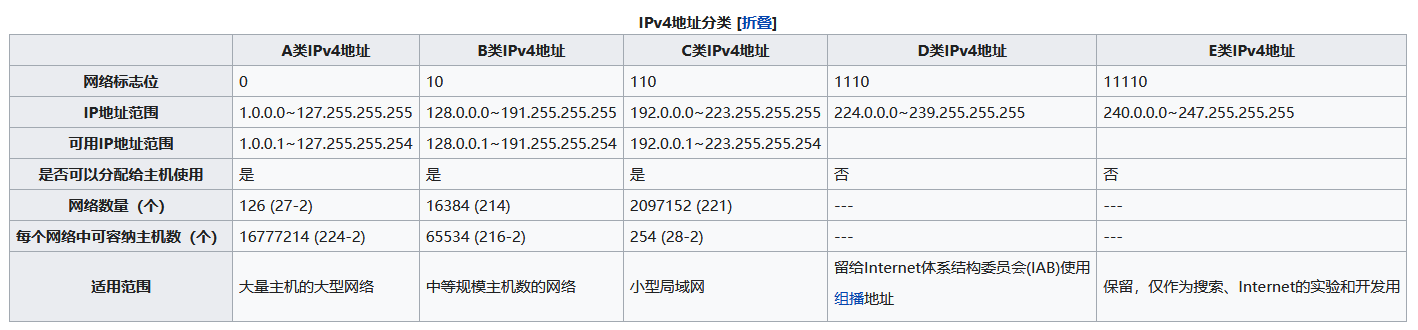 IPv4地址分类 [折叠]
A类IPv4地址 B类IPv4地址 C类IPv4地址 D类IPv4地址 E类IPv4地址
网络标志位 0 10 110 1110 11110
IP地址范围 1.0.0.0~127.255.255.255 128.0.0.0~191.255.255.255 192.0.0.0~223.255.255.255 224.0.0.0~239.255.255.255 240.0.0.0~247.255.255.255
可用IP地址范围 1.0.0.1~127.255.255.254 128.0.0.1~191.255.255.254 192.0.0.1~223.255.255.254
是否可以分配给主机使用 是 是 是 否 否
网络数量（个） 126 (27-2) 16384 (214) 2097152 (221) --- ---
每个网络中可容纳主机数（个） 16777214 (224-2) 65534 (216-2) 254 (28-2) --- ---
适用范围 大量主机的大型网络 中等规模主机数的网络 小型局域网 留给Internet体系结构委员会(IAB)使用 保留，仅作为搜索、Internet的实验和开发用
组播地址